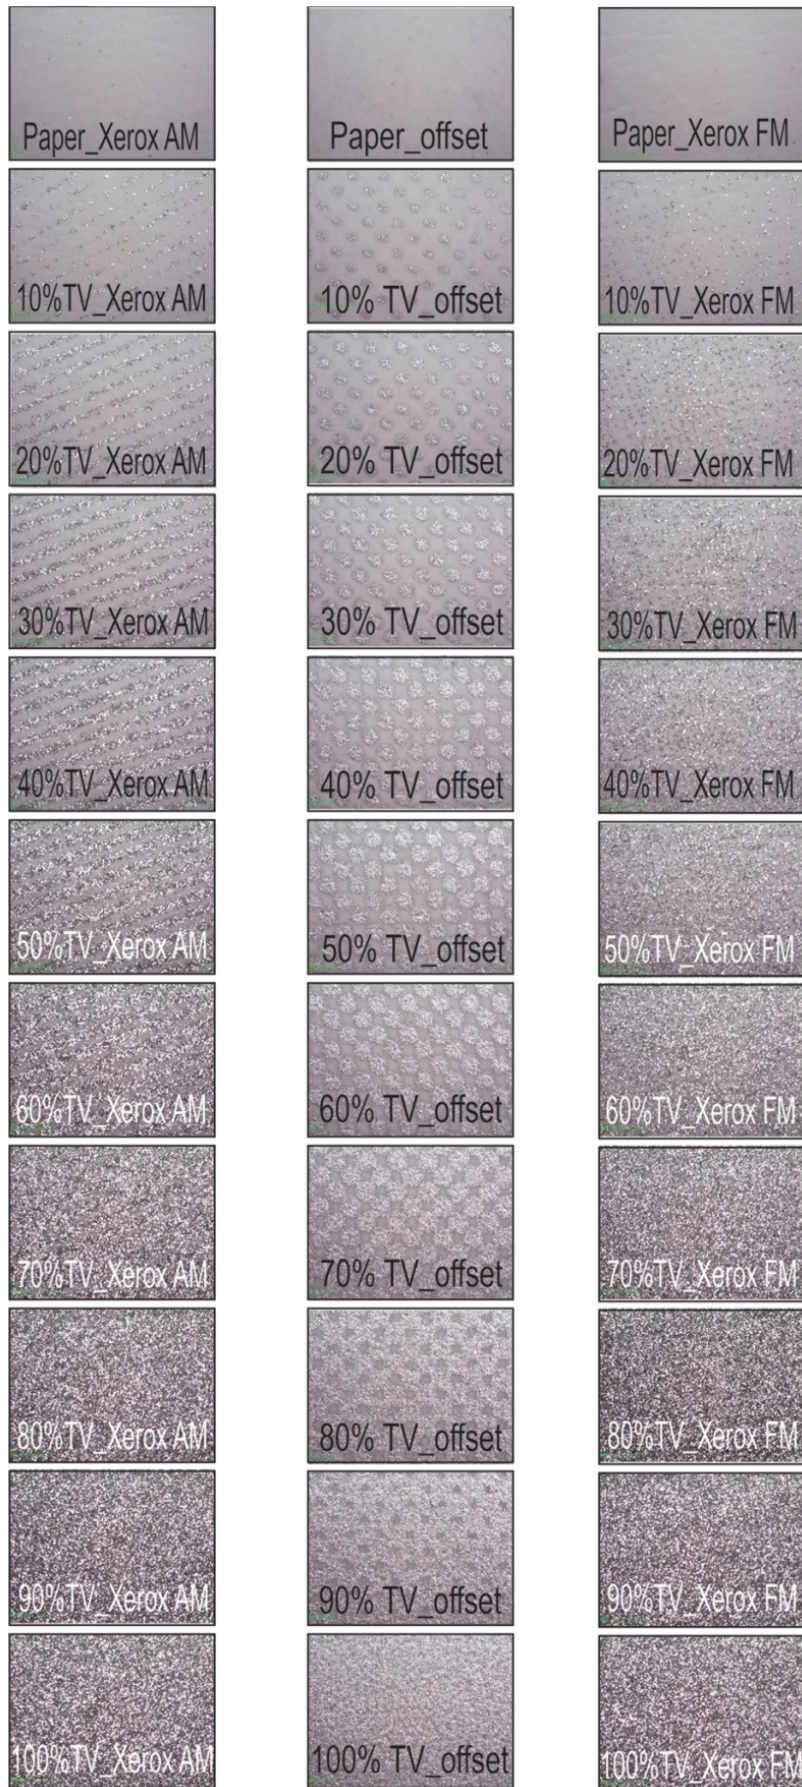 Paper_Xerox AM
Paper_offset
Paper_Xerox FM
10%TV_Xerox AM
10% TV_offset
10%TV_Xerox FM
20%TV_Xerox AM
20% TV_offset
20%TV_Xerox FM
30%TV_Xerox AM
30% TV_offset
30%TV_Xerox FM
40%TV_Xerox AM
40% TV_offset
40%TV_Xerox FM
50%TV_Xerox AM
50% TV_offset
50%TV_Xerox FM
60%TV_Xerox AM
60% TV_offset
60%TV_Xerox FM
70%TV_Xerox AM
70% TV_offset
70%TV_Xerox FM
80%TV_Xerox AM
80% TV_offset
80%TV_Xerox FM
90%TV_Xerox AM
90% TV_offset
90%TV_Xerox FM
100%TV_Xerox AM
100% TV_offset
100%TV_Xerox FM